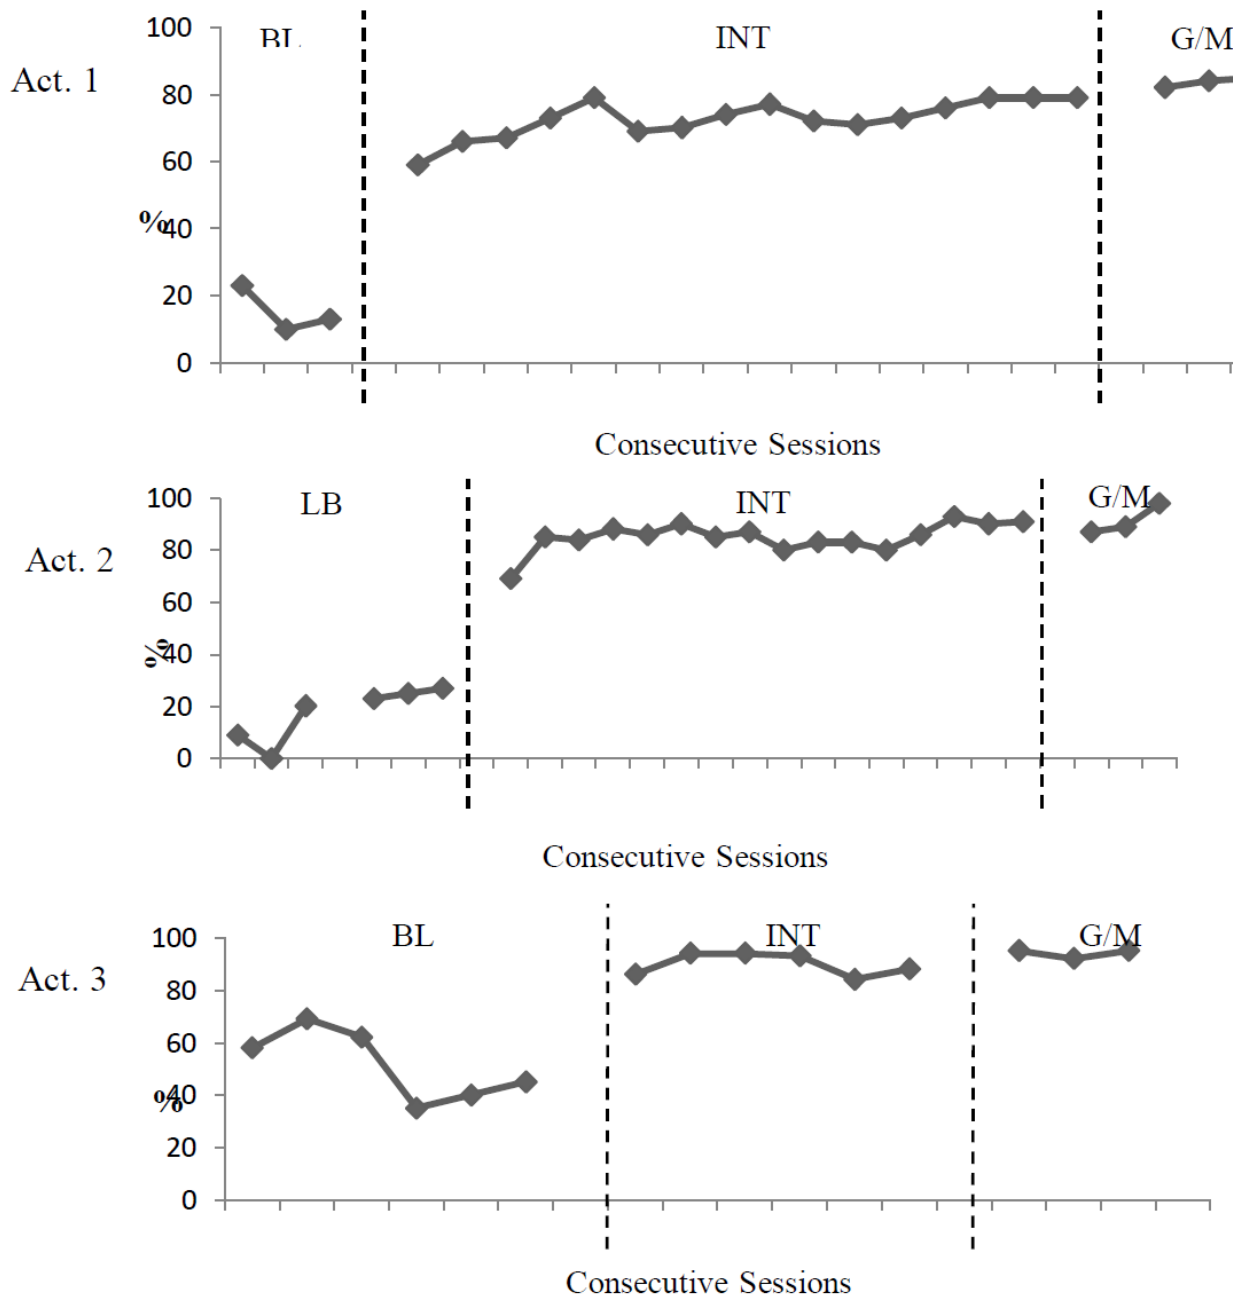 100
BL
INT
G/M
Act. 1
80
60
%
40
20
0
Consecutive Sessions
100
LB
INT
G/M
80
Act. 2
60
%
40
20
0
Consecutive Sessions
100
BL
INT
G/M
Act. 3
80
60
%
40
20
0
Consecutive Sessions